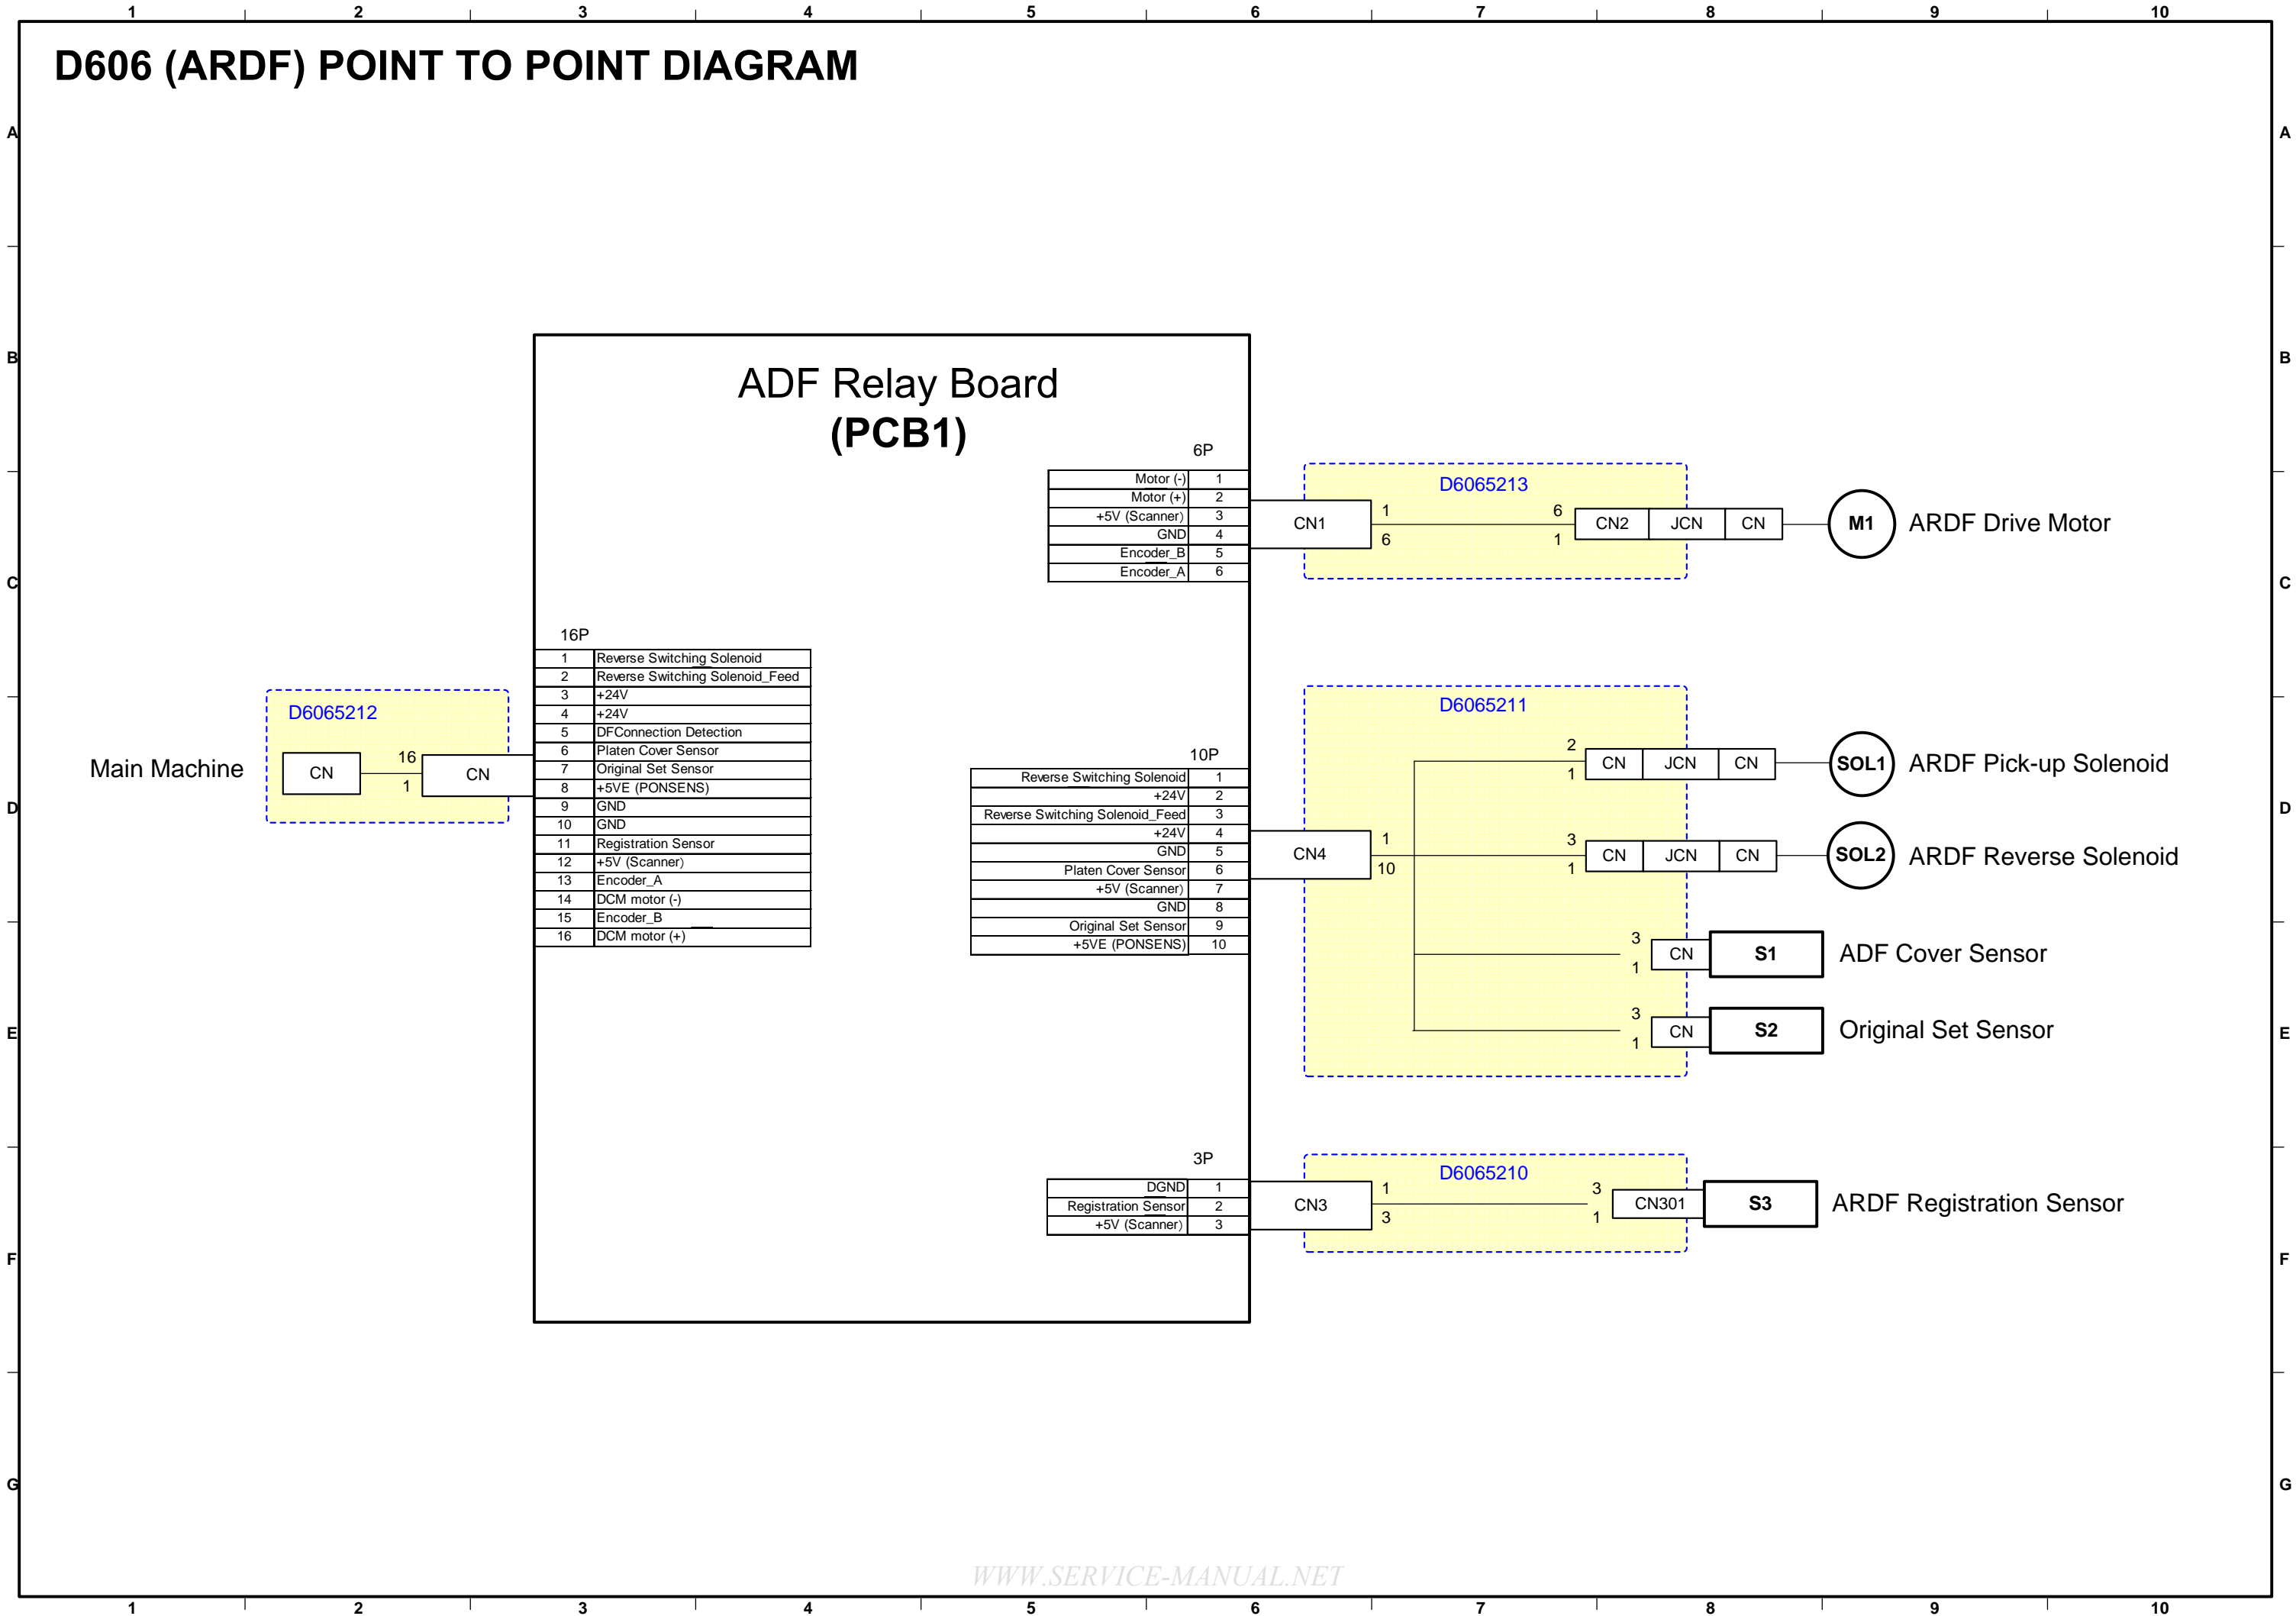 1 2 3 4 5 6 7 8 9 10
D606 (ARDF) POINT TO POINT DIAGRAM
A A
B B
ADF Relay Board
(PCB1)
6P
Motor (-) 1
Motor (+) 2
+5V (Scanner) 3
GND 4
Encoder_B 5
Encoder_A 6
CN1
D6065213
1 6
6 1
CN2 JCN CN
M1
ARDF Drive Motor
C C
16P
1 Reverse Switching Solenoid
2 Reverse Switching Solenoid_Feed
3 +24V
4 +24V
5 DFConnection Detection
6 Platen Cover Sensor
7 Original Set Sensor
8 +5VE (PONSENS)
9 GND
10 GND
11 Registration Sensor
12 +5V (Scanner)
13 Encoder_A
14 DCM motor (-)
15 Encoder_B
16 DCM motor (+)
D6065212
Main Machine
CN
16
1
CN
D D
10P
Reverse Switching Solenoid 1
+24V 2
Reverse Switching Solenoid_Feed 3
+24V 4
GND 5
Platen Cover Sensor 6
+5V (Scanner) 7
GND 8
Original Set Sensor 9
+5VE (PONSENS) 10
CN4
D6065211
1
10
2
1
CN JCN CN
SOL1
ARDF Pick-up Solenoid
3
1
CN JCN CN
SOL2
ARDF Reverse Solenoid
3
1
CN
S1
ADF Cover Sensor
3
1
CN
S2
Original Set Sensor
E E
3P
DGND 1
Registration Sensor 2
+5V (Scanner) 3
CN3
D6065210
1 3
3 1
CN301
S3
ARDF Registration Sensor
F F
G G
WWW.SERVICE-MANUAL.NET
1 2 3 4 5 6 7 8 9 10